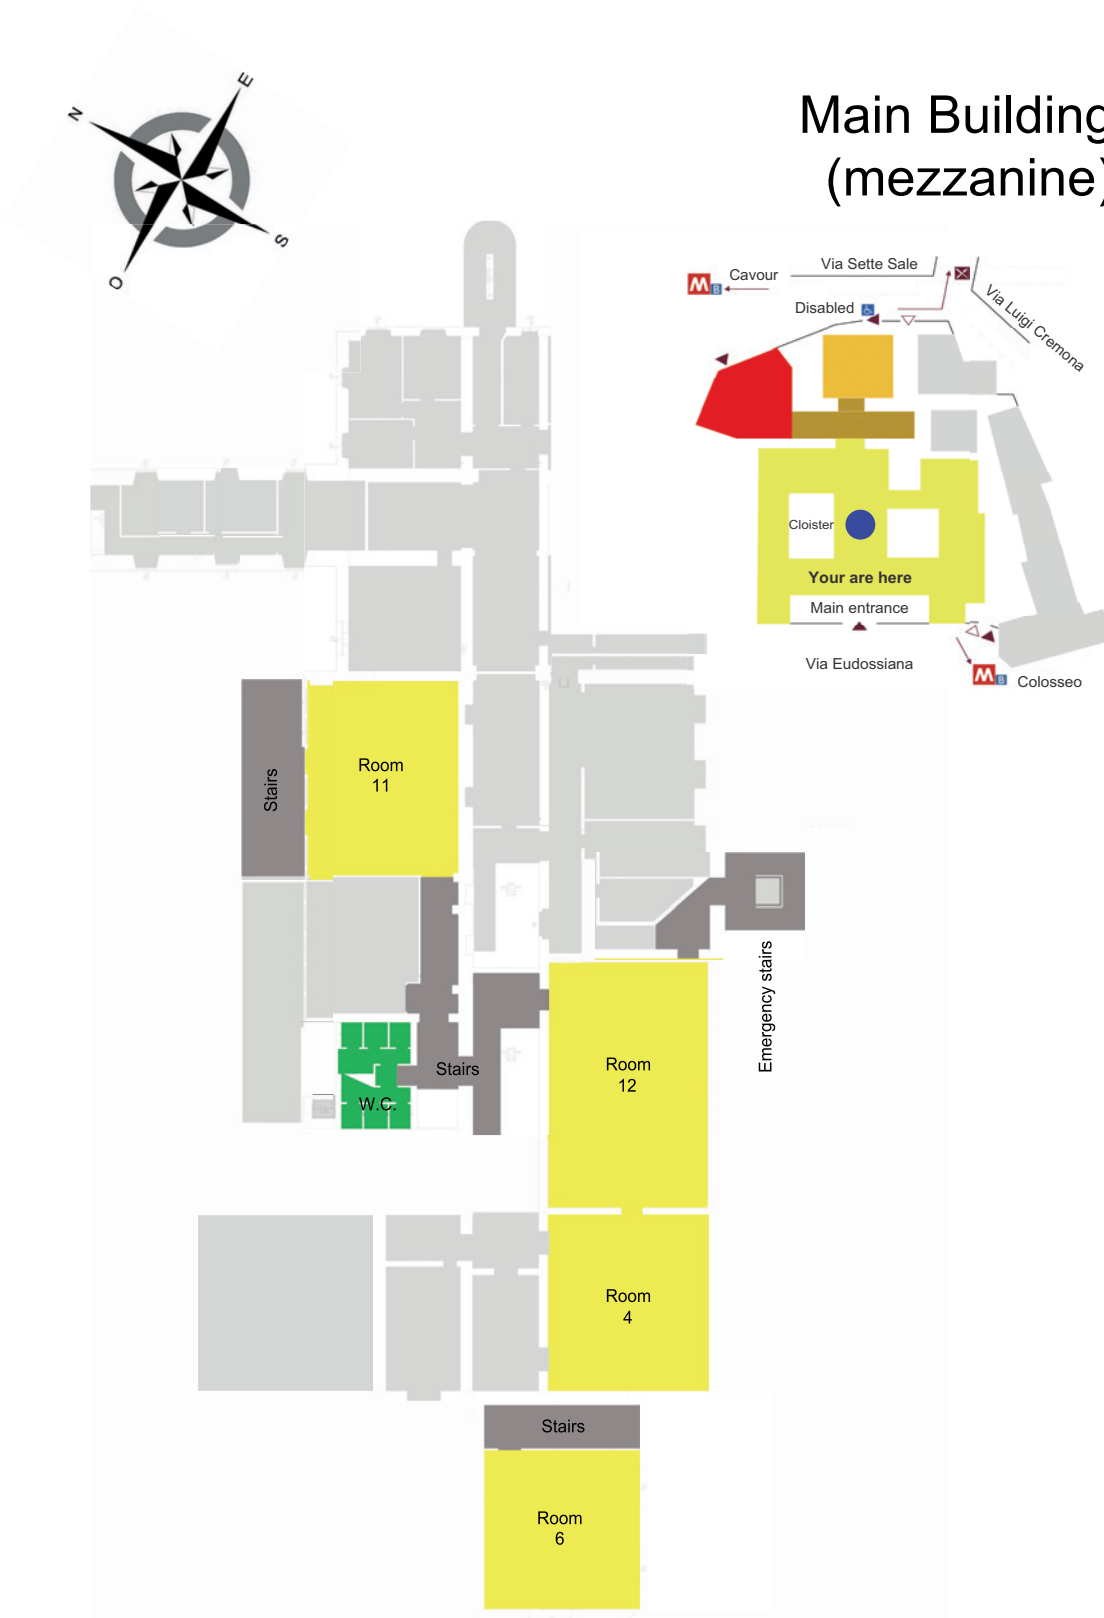 N
E
S
O
Main Building
(mezzanine)
Via Sette Sale
M
B
Cavour
Disabled
Via Luigi Cremona
Cloister
Your are here
Main entrance
Via Eudossiana
M
B
Colosseo
Stairs
Room
11
Emergency stairs
Stairs
W.C.
Room
12
Room
4
Stairs
Room
6